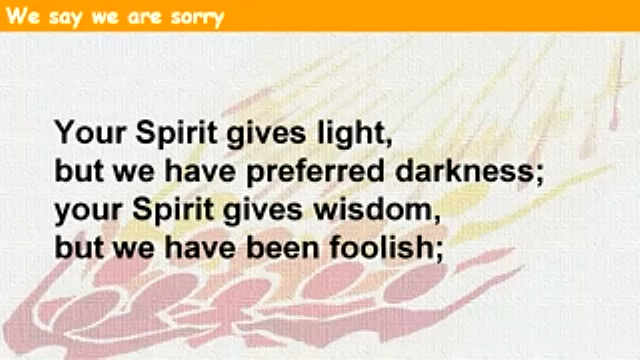 We say we are sorry
Your Spirit gives light,
but we have preferred darkness;
your Spirit gives wisdom,
but we have been foolish;